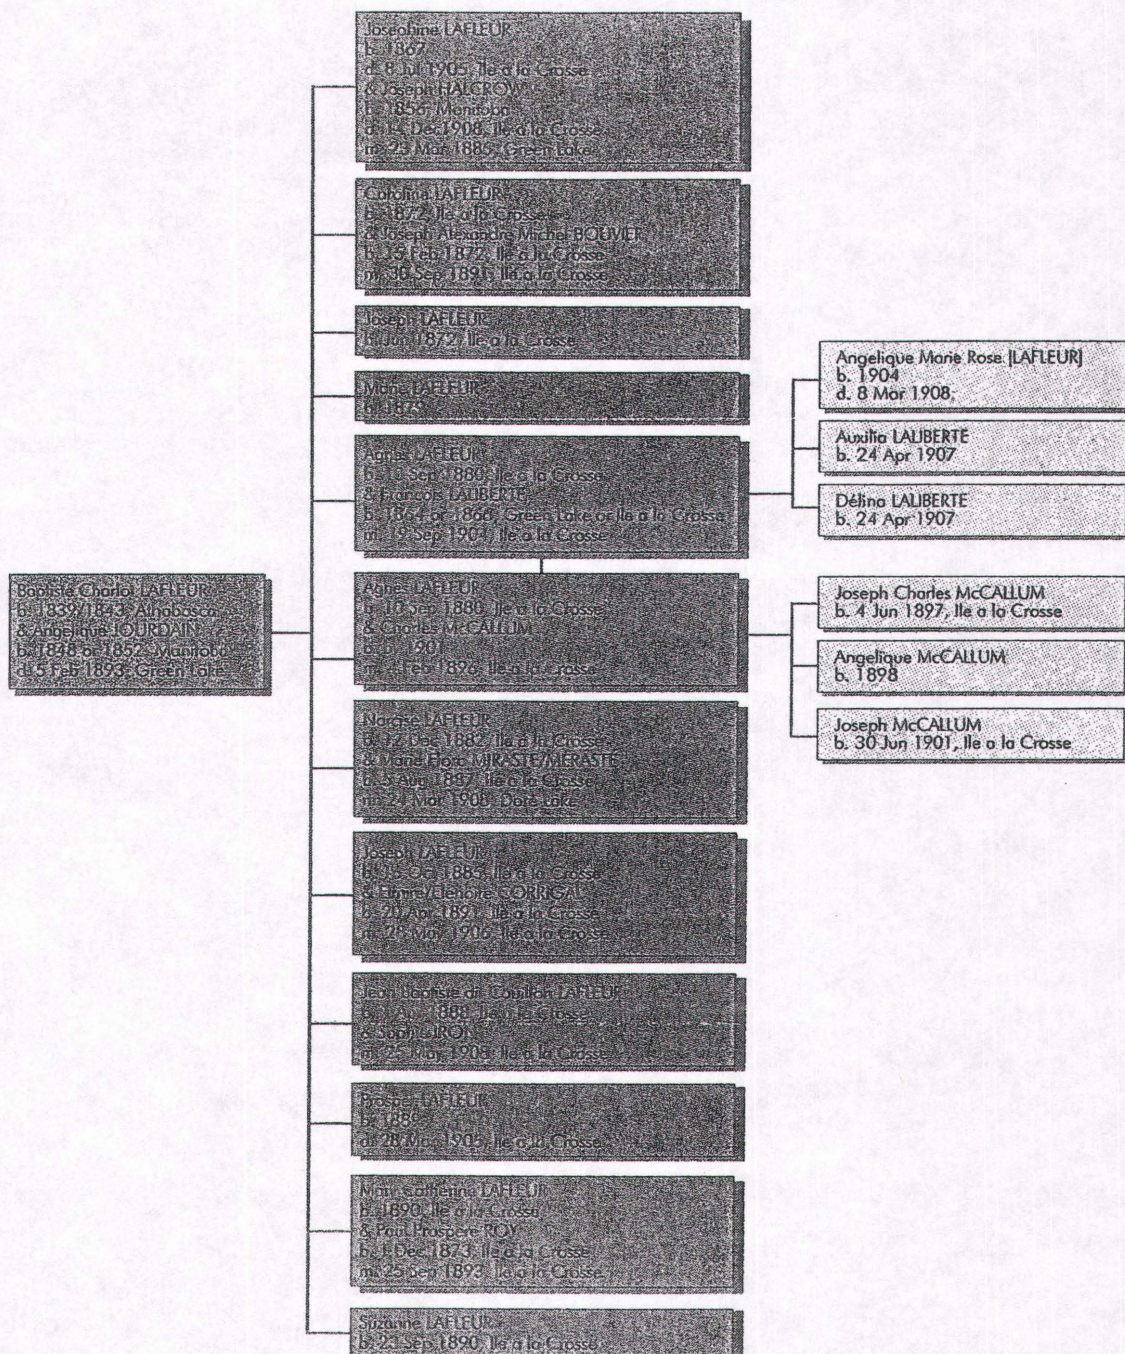 Josephine LAFLEUR
b. 1867
d. 8 Jul 1905, Ile a la Crosse
& Joseph HALCROW
b. 1856, Manitoba
d. 14 Dec 1908, Ile a la Crosse
m. 23 Mar 1885, Green Lake
Caroline LAFLEUR
b. 1872, Ile a la Crosse
& Joseph Alexandre Michel BOUVIER
b. 15 Feb 1872, Ile a la Crosse
m. 30 Sep 1891, Ile a la Crosse
Joseph LAFLEUR
b. Jun 1872, Ile a la Crosse
Marie LAFLEUR
b. 1875
Agnes LAFLEUR
b. 10 Sep 1880, Ile a la Crosse
& Francois LALIBERTE
b. 1864 or 1866, Green Lake or Ile a la Crosse
m. 19 Sep 1904, Ile a la Crosse
Angelique Marie Rose [LAFLEUR]
b. 1904
d. 8 Mar 1908,
Auxilia LALIBERTE
b. 24 Apr 1907
Délina LALIBERTE
b. 24 Apr 1907
Baptiste Charlot LAFLEUR
b. 1839/1843, Athabasca
& Angelique JOURDAIN
b. 1848 or 1852, Manitoba
d. 5 Feb 1893, Green Lake
Agnes LAFLEUR
b. 10 Sep 1880, Ile a la Crosse
& Charles McCALLUM
1901
Feb 1896, Ile a la Crosse
Joseph Charles McCALLUM
b. 4 Jun 1897, Ile a la Crosse
Angelique McCALLUM
b. 1898
Joseph McCALLUM
b. 30 Jun 1901, Ile a la Crosse
Narcise LAFLEUR
d. 12 Dec 1882, Ile a la Crosse
& Marie Flora MIRASTE/MERASTE
b. 3 Aug 1887, Ile a la Crosse
m. 24 Mar 1908, Dore Lake
Joseph LAFLEUR
b. 15 Oct 1885, Ile a la Crosse
& CORRIGAL
b. 20 Apr 1891, Ile a la Crosse
m. 28 May 1906, Ile a la Crosse
Jean Baptiste dit Couillon LAFLEUR
b. 1 Apr 1888, Ile a la Crosse
& Sophie IRON
m. 25 May 1908, Ile a la Crosse
Prosper LAFLEUR
b. 188
d. 28 1905, Ile a la Crosse
Mary Catherine LAFLEUR
b. 1890, Ile a la Crosse
& Paul Prospere ROY
b. 1 Dec 1873, Ile a la Crosse
m. 25 Sep 1893, Ile a la Crosse
Suzanne LAFLEUR
b. 23 Sep 1890, Ile a la Crosse